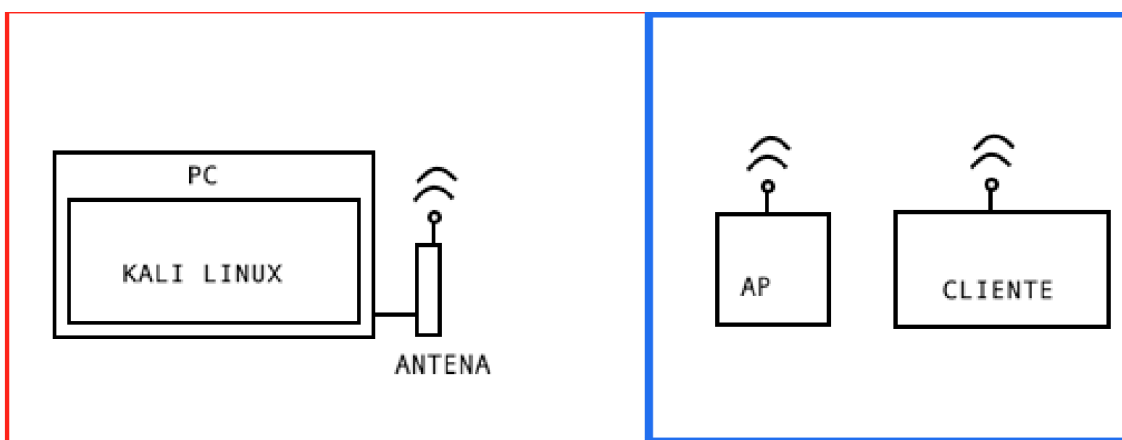 PC
KALI LINUX
ANTENA
AP
CLIENTE